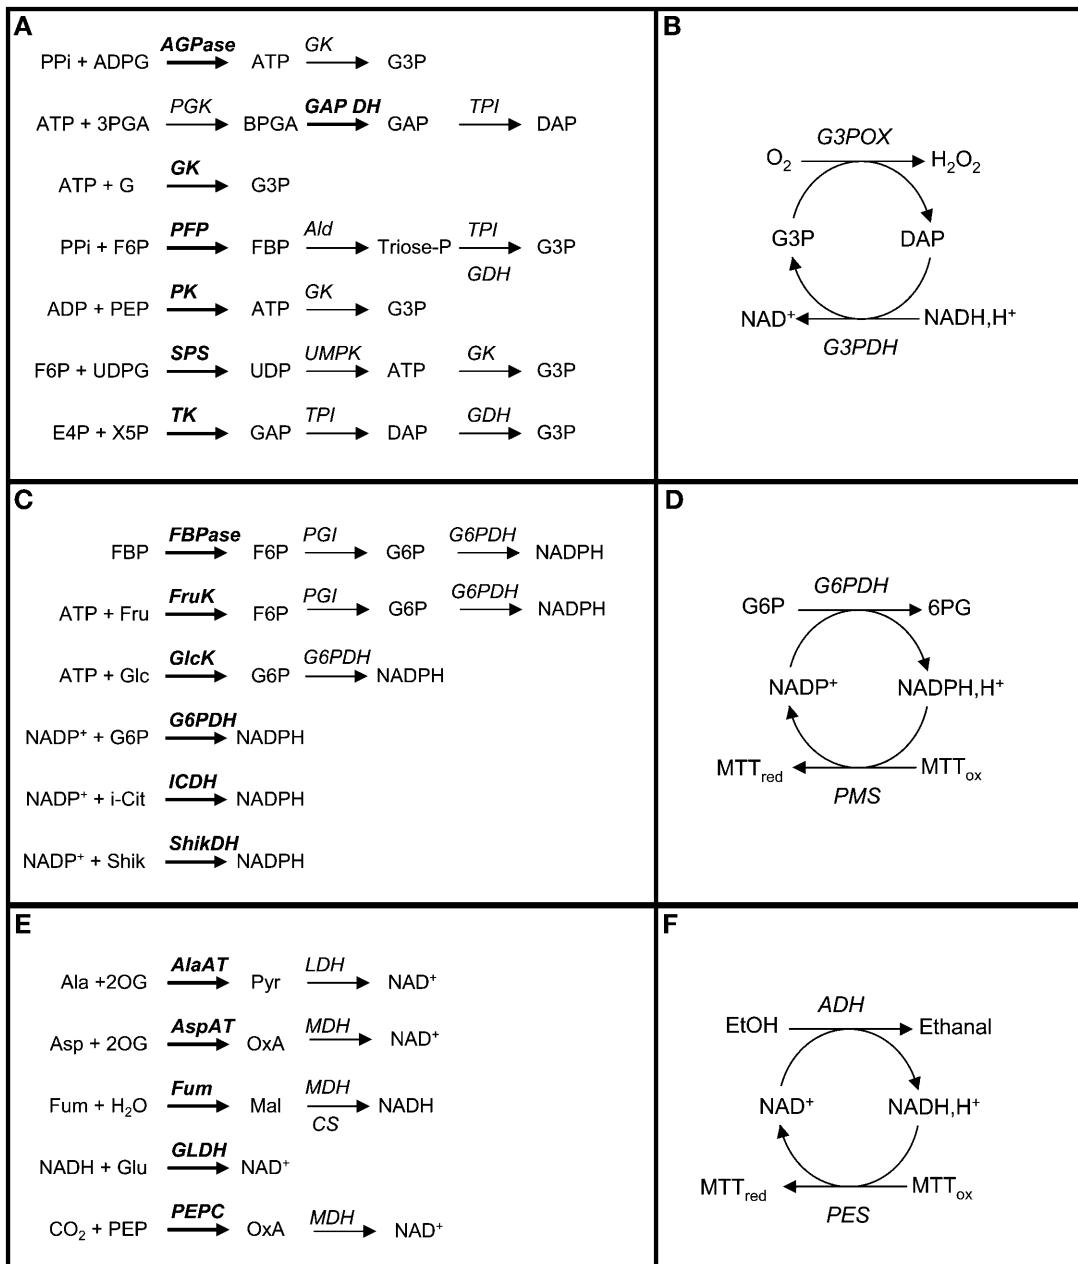 A
AGPase GK
PPi + ADPG ATP G3P
PGK GAP DH TPI
ATP + 3PGA BPGA GAP DAP
GK
ATP + G G3P
PFP Ald TPI
PPi + F6P FBP Triose-P G3P
GDH
PK GK
ADP + PEP ATP G3P
SPS UMPK GK
F6P + UDPG UDP ATP G3P
TK TPI GDH
E4P + X5P GAP DAP G3P
B
G3POX
O₂ H₂O₂
G3P DAP
NAD⁺ NADH,H⁺
G3PDH
C
FBPase PGI G6PDH
FBP F6P G6P NADPH
FruK PGI G6PDH
ATP + Fru F6P G6P NADPH
GlcK G6PDH
ATP + Glc G6P NADPH
G6PDH
NADP⁺ + G6P NADPH
ICDH
NADP⁺ + i-Cit NADPH
ShikDH
NADP⁺ + Shik NADPH
D
G6PDH
G6P 6PG
NADP⁺ NADPH,H⁺
MTTred MTTox
PMS
E
AlaAT LDH
Ala +2OG Pyr NAD⁺
AspAT MDH
Asp + 2OG OxA NAD⁺
Fum MDH
Fum + H₂O Mal NADH
CS
GLDH
NADH + Glu NAD⁺
PEPC MDH
CO₂ + PEP OxA NAD⁺
F
ADH
EtOH Ethanal
NAD⁺ NADH,H⁺
MTTred MTTox
PES